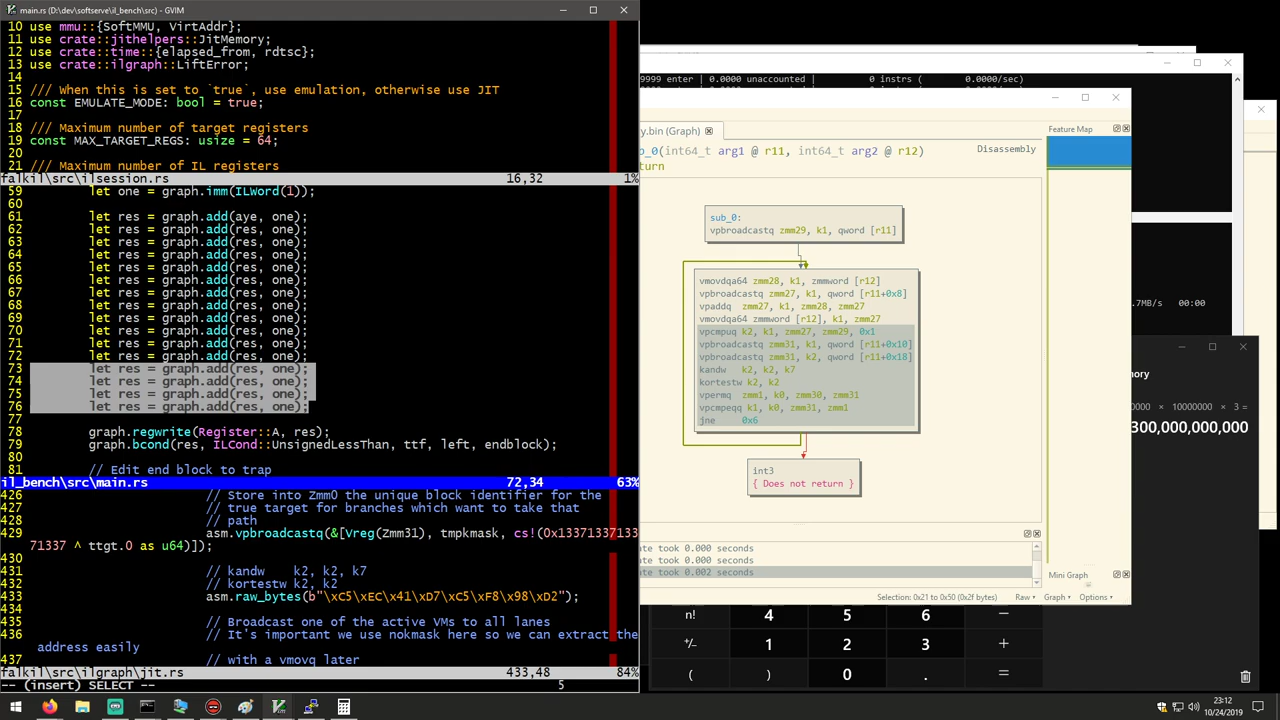 main.rs (D:\dev\softserve\il_bench\src) - GVIM
10 use mmu::{SoftMMU, VirtAddr};
11 use crate::jithelpers::JitMemory;
12 use crate::time::{elapsed_from, rdtsc};
13 use crate::ilgraph::LiftError;
14
15 /// When this is set to `true`, use emulation, otherwise use JIT
16 const EMULATE_MODE: bool = true;
17
18 /// Maximum number of target registers
19 const MAX_TARGET_REGS: usize = 64;
20
21 /// Maximum number of IL registers
falkil\src\ilsession.rs 16,32 1%
59 let one = graph.imm(ILWord(1));
60
61 let res = graph.add(aye, one);
62 let res = graph.add(res, one);
63 let res = graph.add(res, one);
64 let res = graph.add(res, one);
65 let res = graph.add(res, one);
66 let res = graph.add(res, one);
67 let res = graph.add(res, one);
68 let res = graph.add(res, one);
69 let res = graph.add(res, one);
70 let res = graph.add(res, one);
71 let res = graph.add(res, one);
72 let res = graph.add(res, one);
73 let res = graph.add(res, one);
74 let res = graph.add(res, one);
75 let res = graph.add(res, one);
76 let res = graph.add(res, one);
77
78 graph.regwrite(Register::A, res);
79 graph.bcond(res, ILCond::UnsignedLessThan, ttf, left, endblock);
80
81 // Edit end block to trap
il_bench\src\main.rs 72,34 63%
426 // Store into Zmm0 the unique block identifier for the
427 // true target for branches which want to take that
428 // path
429 asm.vpbroadcastq(&[Vreg(Zmm31), tmpkmask, cs!(0x13371337133
71337 ^ ttgt.0 as u64)]);
430
431 // kandw k2, k2, k7
432 // kortestw k2, k2
433 asm.raw_bytes(b"\xC5\xEC\x41\xD7\xC5\xF8\x98\xD2");
434
435 // Broadcast one of the active VMs to all lanes
436 // It's important we use nokmask here so we can extract the
address easily
437 // with a vmovq later
falkil\src\ilgraph\jit.rs 433,48 84%
-- (insert) SELECT -- 5
9999 enter | 0.0000 unaccounted | 0 instrs ( 0.0000/sec)
y.bin (Graph)
Feature Map
b_0(int64_t arg1 @ r11, int64_t arg2 @ r12)
Disassembly
turn
sub_0:
vpbroadcastq zmm29, k1, qword [r11]
vmovdqa64 zmm28, k1, zmmword [r12]
vpbroadcastq zmm27, k1, qword [r11+0x8]
vpaddq zmm27, k1, zmm28, zmm27
vmovdqa64 zmmword [r12], k1, zmm27
vpcmpuq k2, k1, zmm27, zmm29, 0x1
vpbroadcastq zmm31, k1, qword [r11+0x10]
vpbroadcastq zmm31, k2, qword [r11+0x18]
kandw k2, k2, k7
kortestw k2, k2
vpermq zmm1, k0, zmm30, zmm31
vpcmpeqq k1, k0, zmm31, zmm1
jne 0x6
int3
{ Does not return }
ate took 0.000 seconds
ate took 0.000 seconds
ate took 0.002 seconds
Mini Graph
Selection: 0x21 to 0x50 (0x2f bytes) Raw Graph Options
.7MB/s 00:00
mory
0000 × 10000000 × 3 =
300,000,000,000
n! 4 5 6 −
+/- 1 2 3 +
( ) 0 . =
23:12
10/24/2019